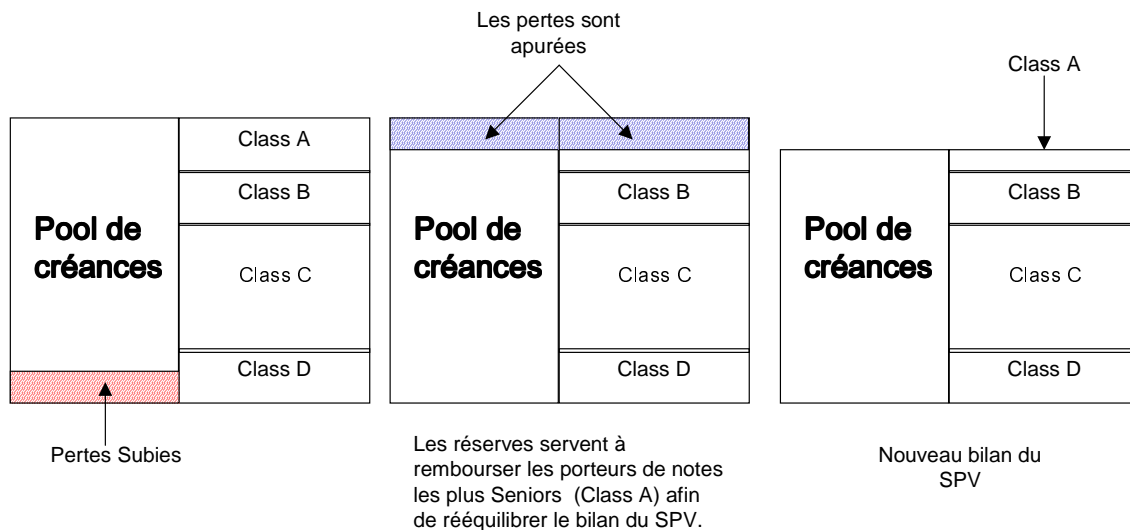 Les pertes sont
apurées
Class A
Class A
Class B
Pool de
créances
Class C
Class D
Pertes Subies
Class B
Pool de
créances
Class C
Class D
Les réserves servent à
rembourser les porteurs de notes
les plus Seniors (Class A) afin
de rééquilibrer le bilan du SPV.
Class B
Pool de
créances
Class C
Class D
Nouveau bilan du
SPV